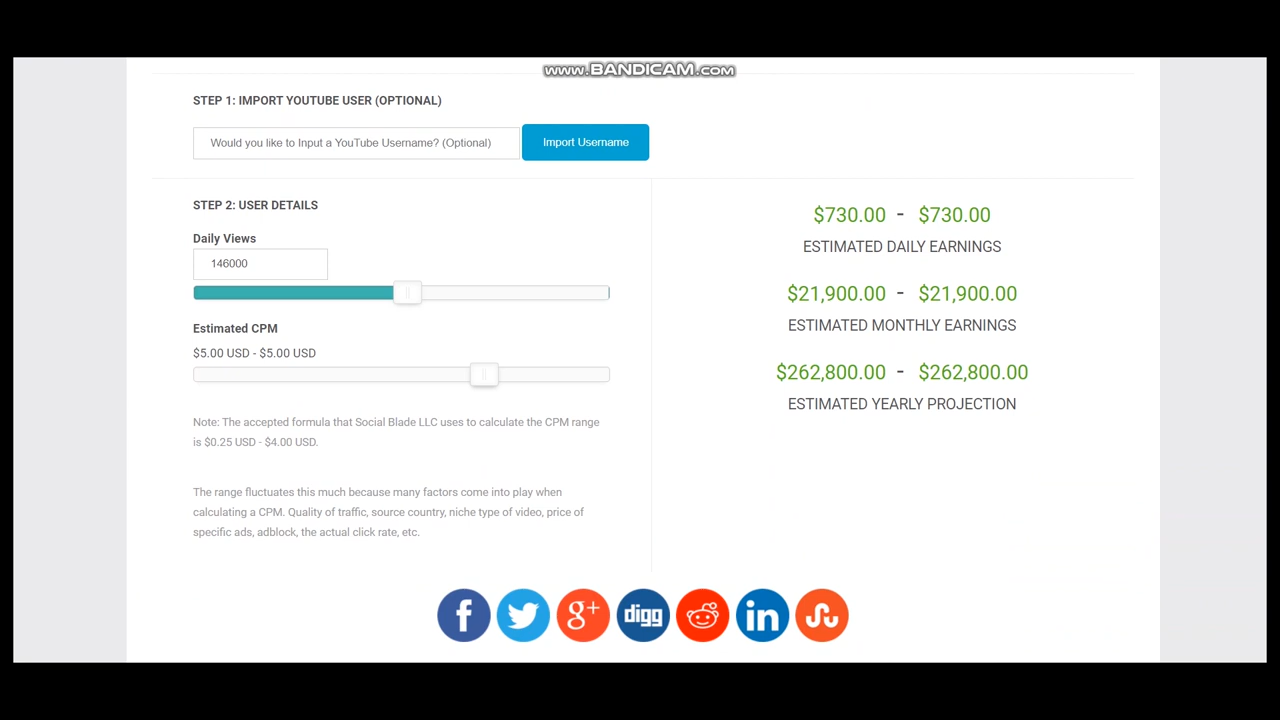 www.BANDICAM.com
STEP 1: IMPORT YOUTUBE USER (OPTIONAL)
Would you like to Input a YouTube Username? (Optional)
Import Username
STEP 2: USER DETAILS
Daily Views
146000
Estimated CPM
$5.00 USD - $5.00 USD
Note: The accepted formula that Social Blade LLC uses to calculate the CPM range
is $0.25 USD - $4.00 USD.
The range fluctuates this much because many factors come into play when
calculating a CPM. Quality of traffic, source country, niche type of video, price of
specific ads, adblock, the actual click rate, etc.
$730.00 - $730.00
ESTIMATED DAILY EARNINGS
$21,900.00 - $21,900.00
ESTIMATED MONTHLY EARNINGS
$262,800.00 - $262,800.00
ESTIMATED YEARLY PROJECTION
f
g+
digg
in